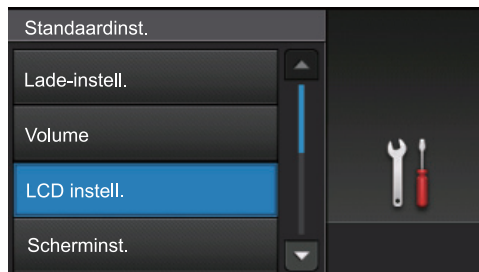 Standaardinst.
Lade-instell.
Volume
LCD instell.
Scherminst.